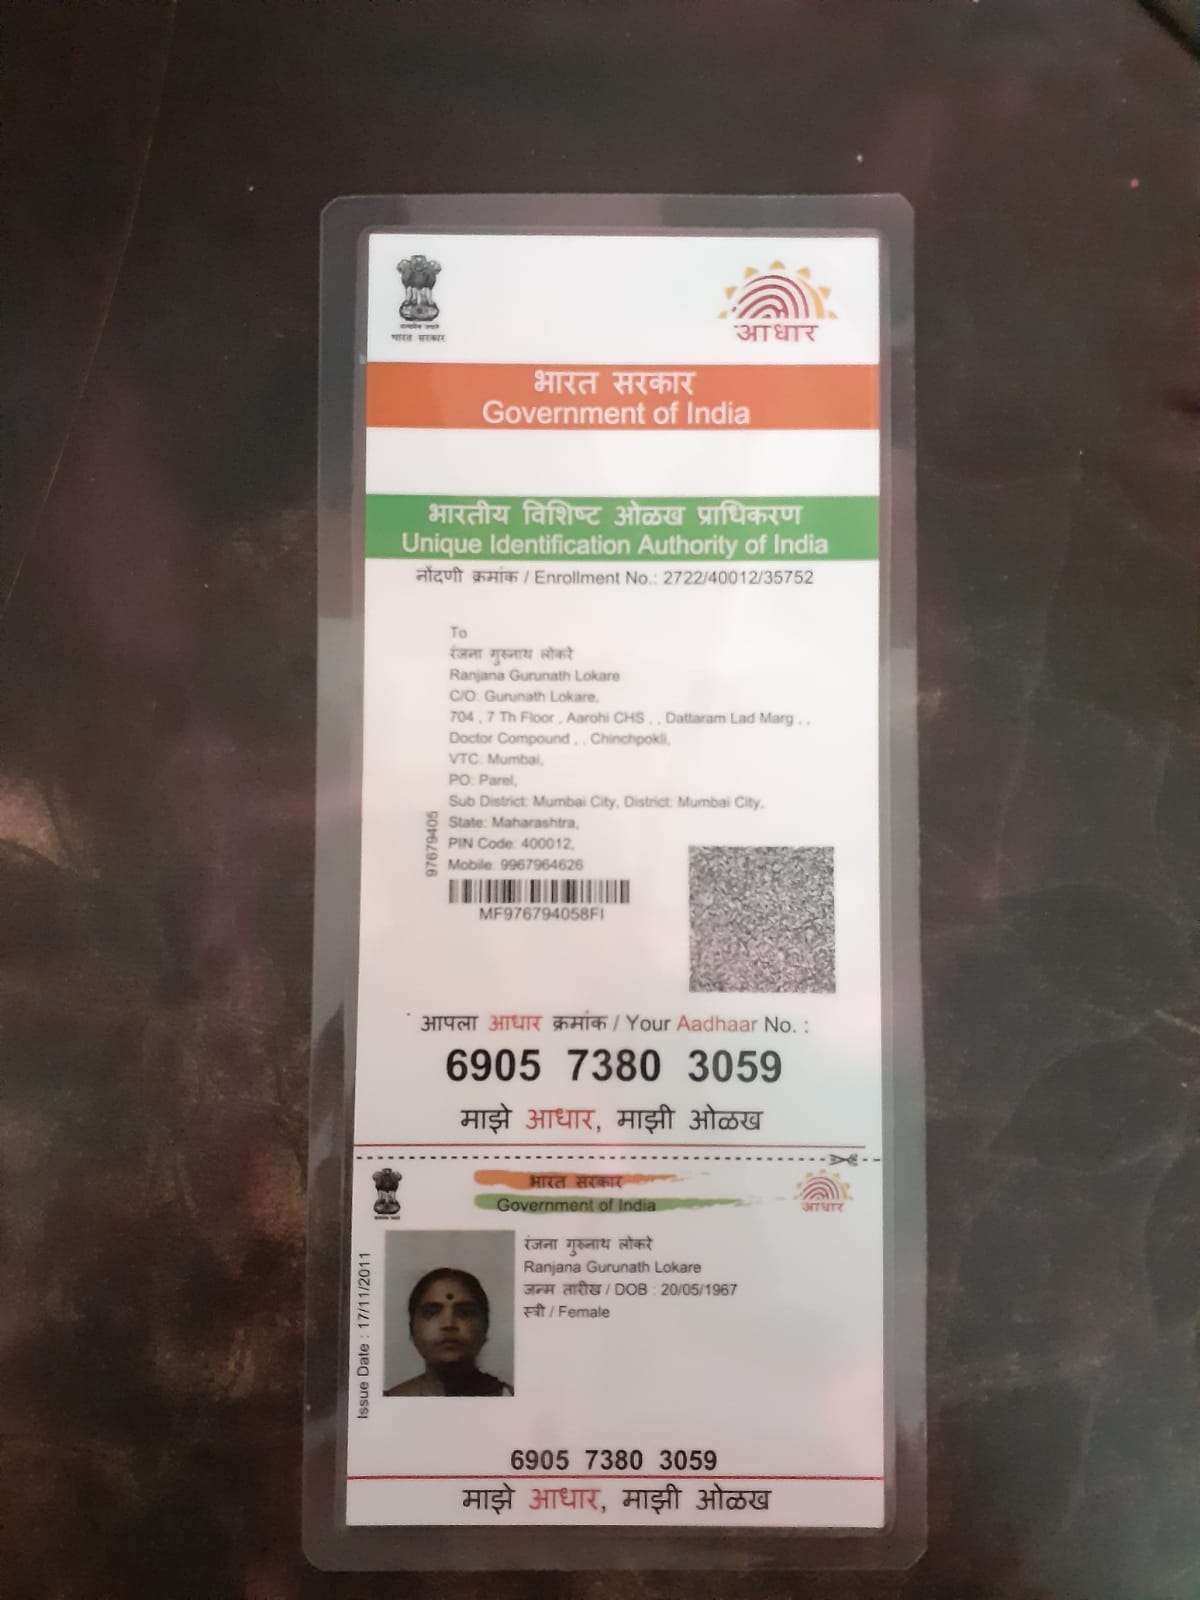 सत्यमेव जयते
भारत सरकार
आधार
भारत सरकार
Government of India
भारतीय विशिष्ट ओळख प्राधिकरण
Unique Identification Authority of India
नोंदणी क्रमांक / Enrollment No.: 2722/40012/35752
To
रंजना गुरुनाथ लोकरे
Ranjana Gurunath Lokare
C/O: Gurunath Lokare,
704 , 7 Th Floor , Aarohi CHS , , Dattaram Lad Marg , ,
Doctor Compound , , Chinchpokli,
VTC: Mumbai,
PO: Parel,
Sub District: Mumbai City, District: Mumbai City,
State: Maharashtra,
PIN Code: 400012,
Mobile: 9967964626
97679405
MF976794058FI
आपला आधार क्रमांक / Your Aadhaar No. :
6905 7380 3059
माझे आधार, माझी ओळख
भारत सरकार
Government of India
आधार
रंजना गुरुनाथ लोकरे
Ranjana Gurunath Lokare
जन्म तारीख / DOB : 20/05/1967
स्त्री / Female
Issue Date : 17/11/2011
6905 7380 3059
माझे आधार, माझी ओळख